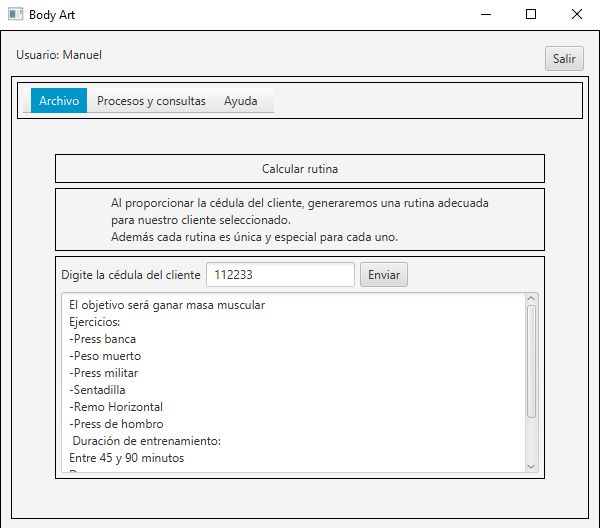 Body Art
Usuario: Manuel
Salir
Archivo Procesos y consultas Ayuda
Calcular rutina
Al proporcionar la cédula del cliente, generaremos una rutina adecuada
para nuestro cliente seleccionado.
Además cada rutina es única y especial para cada uno.
Digite la cédula del cliente 112233 Enviar
El objetivo será ganar masa muscular
Ejercicios:
-Press banca
-Peso muerto
-Press militar
-Sentadilla
-Remo Horizontal
-Press de hombro
Duración de entrenamiento:
Entre 45 y 90 minutos